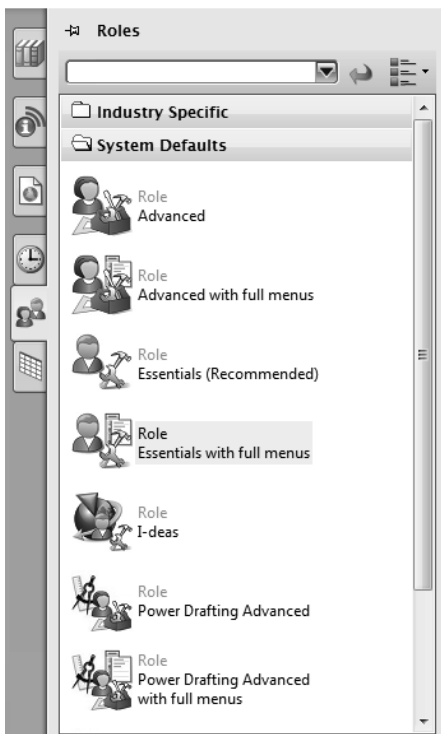 Roles
Industry Specific
System Defaults
Role
Advanced
Role
Advanced with full menus
Role
Essentials (Recommended)
Role
Essentials with full menus
Role
I-deas
Role
Power Drafting Advanced
Role
Power Drafting Advanced
with full menus